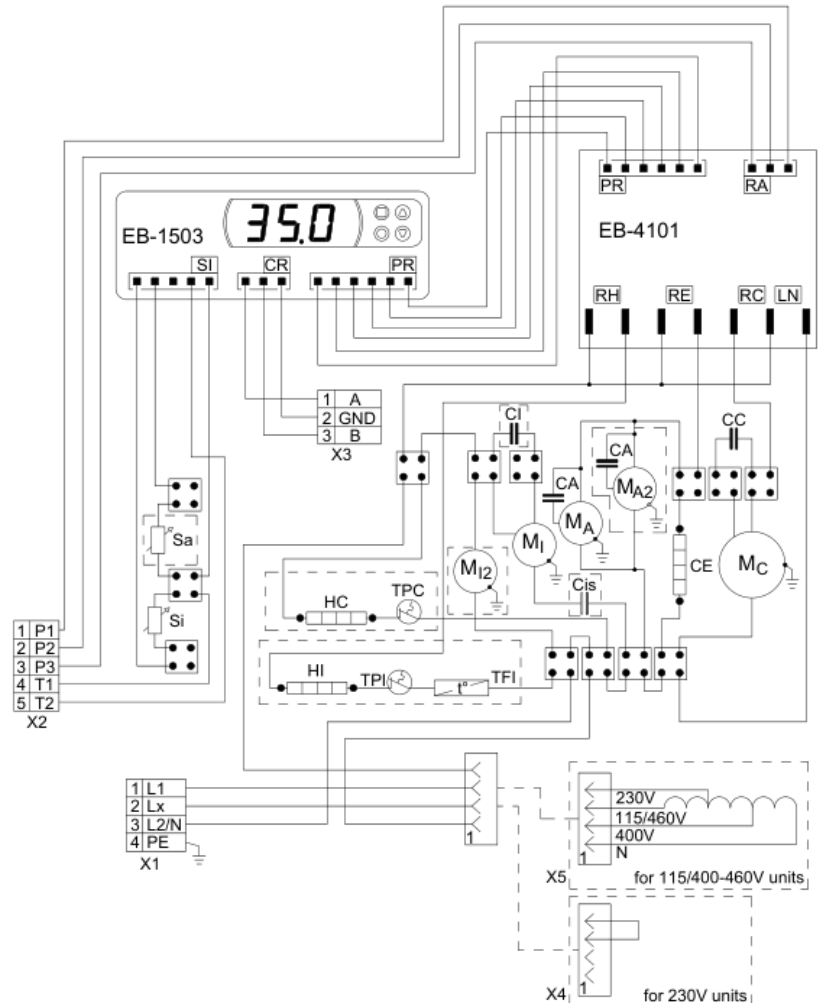 PR
RA
EB-4101
35.0
EB-1503
SI
CR
PR
RH
RE
RC
LN
1 A
2 GND
3 B
X3
CI
CC
CA
CA
MA2
MA
MI
MI2
Sa
CE
MC
Cis
HC
TPC
Si
1 P1
2 P2
3 P3
4 T1
5 T2
X2
HI
TPI
t°
TFI
1 L1
2 Lx
3 L2/N
4 PE
X1
1
230V
115/460V
400V
N
1
X5
for 115/400-460V units
1
X4
for 230V units